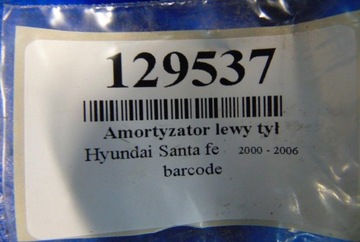 129537
Amortyzator lewy tył
Hyundai Santa fe 2000 - 2006
barcode